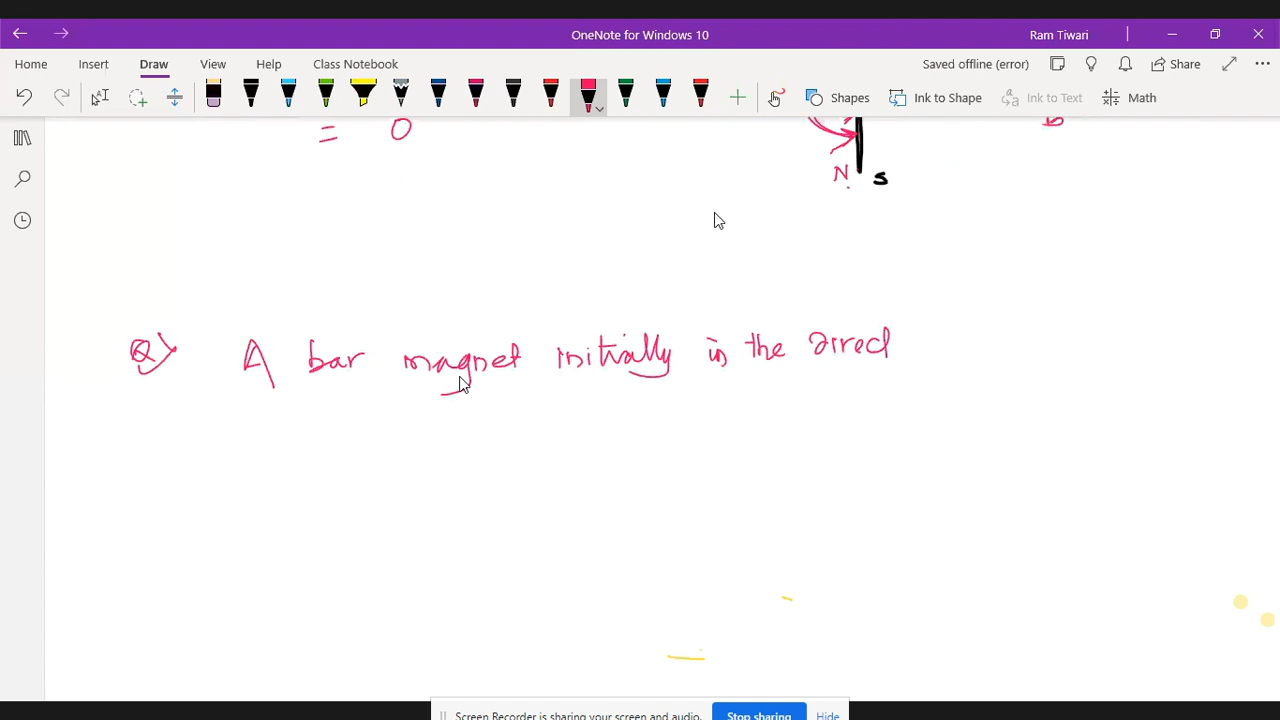 OneNote for Windows 10
Ram Tiwari
Home Insert Draw View Help Class Notebook
Saved offline (error) Share
Shapes Ink to Shape Ink to Text Math
= 0
B
N S
Q) A bar magnet initially in the direct
Screen Recorder is sharing your screen and audio. Stop sharing Hide